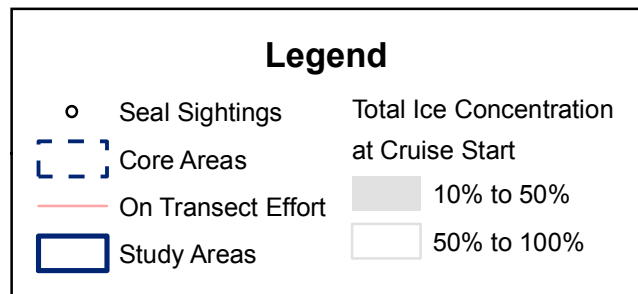 Legend
Seal Sightings
Core Areas
On Transect Effort
Study Areas
Total Ice Concentration
at Cruise Start
10% to 50%
50% to 100%